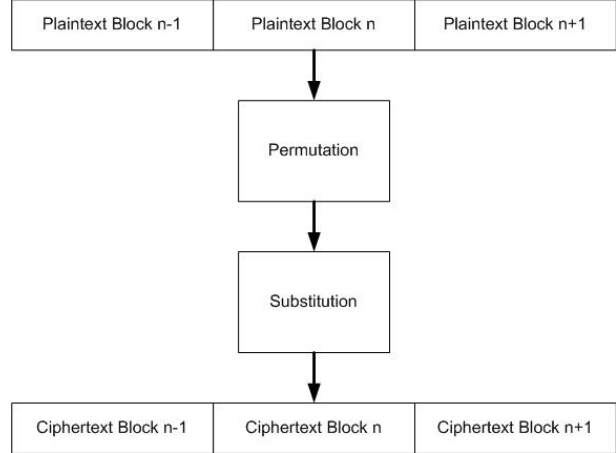 Plaintext Block n-1 Plaintext Block n Plaintext Block n+1
Permutation
Substitution
Ciphertext Block n-1 Ciphertext Block n Ciphertext Block n+1